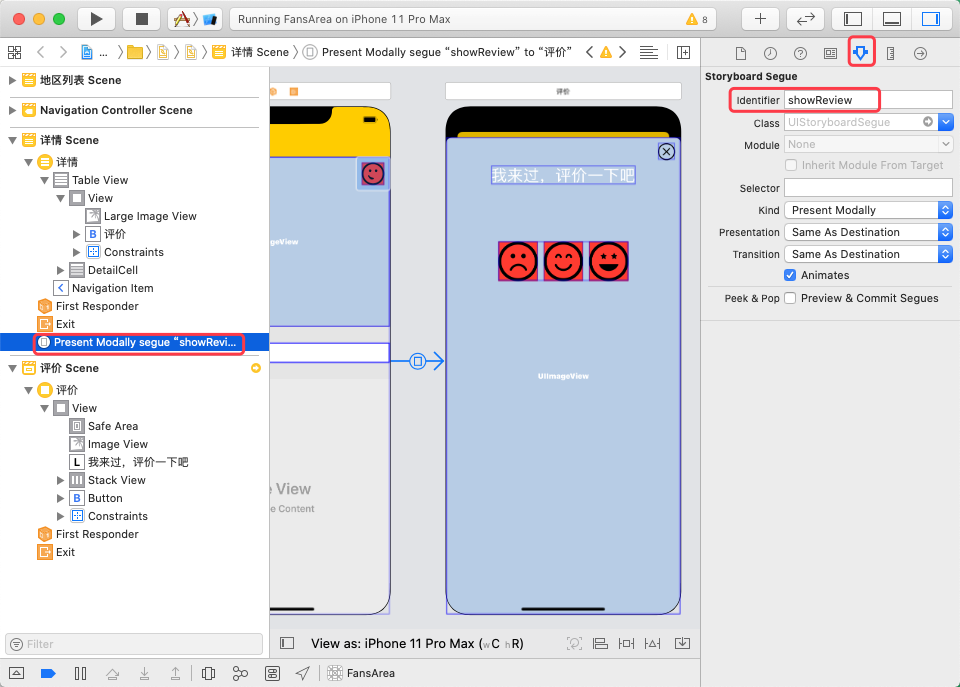 Running FansArea on iPhone 11 Pro Max
8
...
详情 Scene
Present Modally segue “showReview” to “评价”
地区列表 Scene
Navigation Controller Scene
详情 Scene
详情
Table View
View
Large Image View
B 评价
Constraints
DetailCell
Navigation Item
First Responder
Exit
Present Modally segue “showRevi...
评价 Scene
评价
View
Safe Area
Image View
L 我来过，评价一下吧
Stack View
B Button
Constraints
First Responder
Exit
Filter
geView
e View
e Content
评价
我来过，评价一下吧
UIImageView
View as: iPhone 11 Pro Max (wC hR)
FansArea
Storyboard Segue
Identifier showReview
Class UIStoryboardSegue
Module None
Inherit Module From Target
Selector
Kind Present Modally
Presentation Same As Destination
Transition Same As Destination
Animates
Peek & Pop Preview & Commit Segues